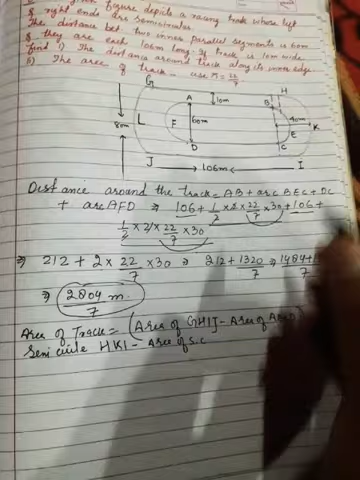 figure depicts a racing track whose left
& right ends are semicircular
The distance bet two inner Parallel segments is 60m
& they are each 106m long. If track is 10m wide
find i) The distance around track along its inner edge
ii) The area of track - use π = 22/7
G
H
10m
A
B
80m
L
F
60m
40m
K
E
D
C
J
106m
I
Distance around the track = AB + arc BEC + DC
+ arc AFD ⇒ 106 + 1/2 × 2 × 22/7 × 30 + 106 +
1/2 × 2 × 22/7 × 30
⇒ 212 + 2 × 22/7 × 30 ⇒ 212 + 1320/7 ⇒ 1484 +
⇒ 2804/7 m
Area of Track = (Area of GHIJ - Area of
Semi circle HKI - Area of S.C